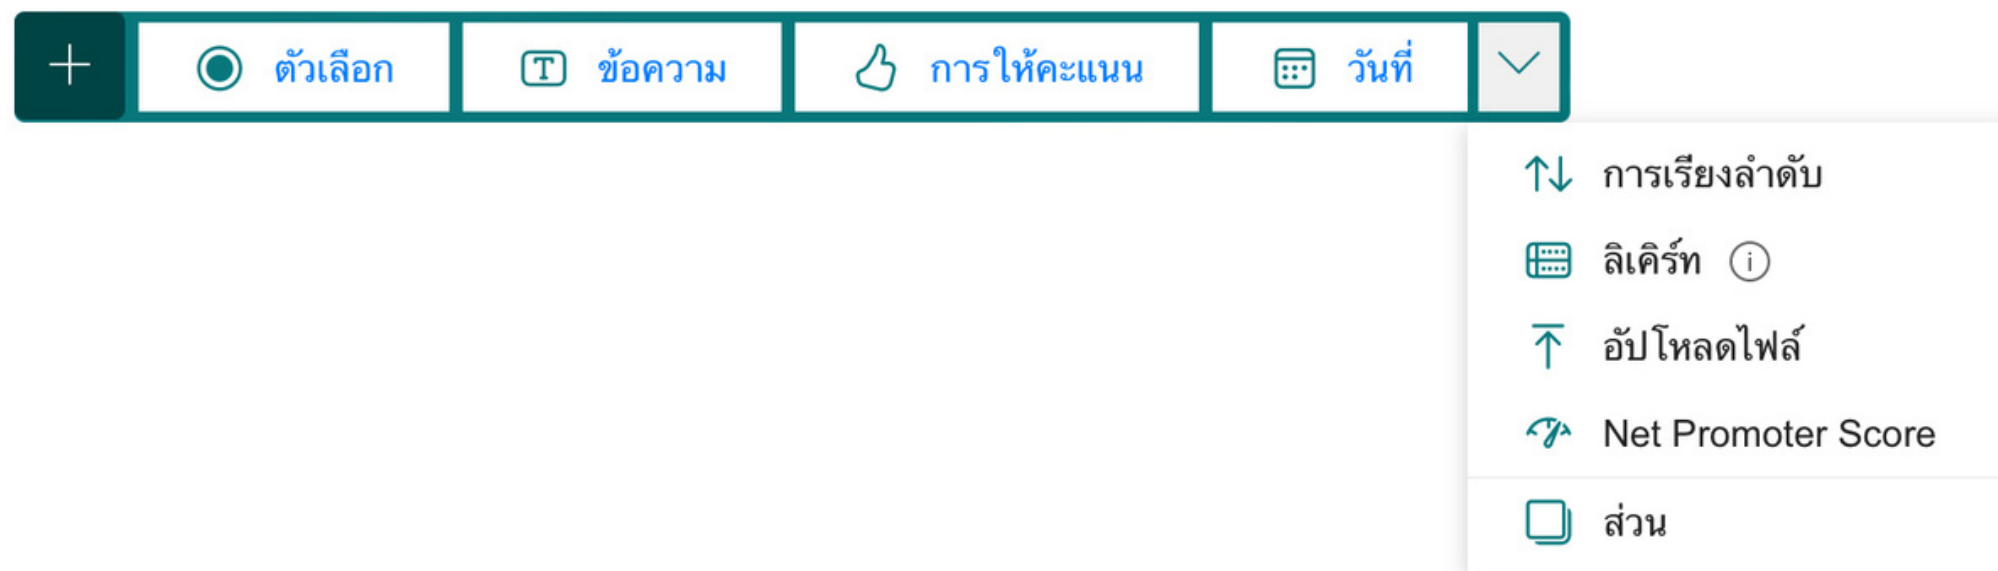 ตัวเลือก ข้อความ การให้คะแนน วันที่
การเรียงลำดับ
ลิเคิร์ท
อัปโหลดไฟล์
Net Promoter Score
ส่วน